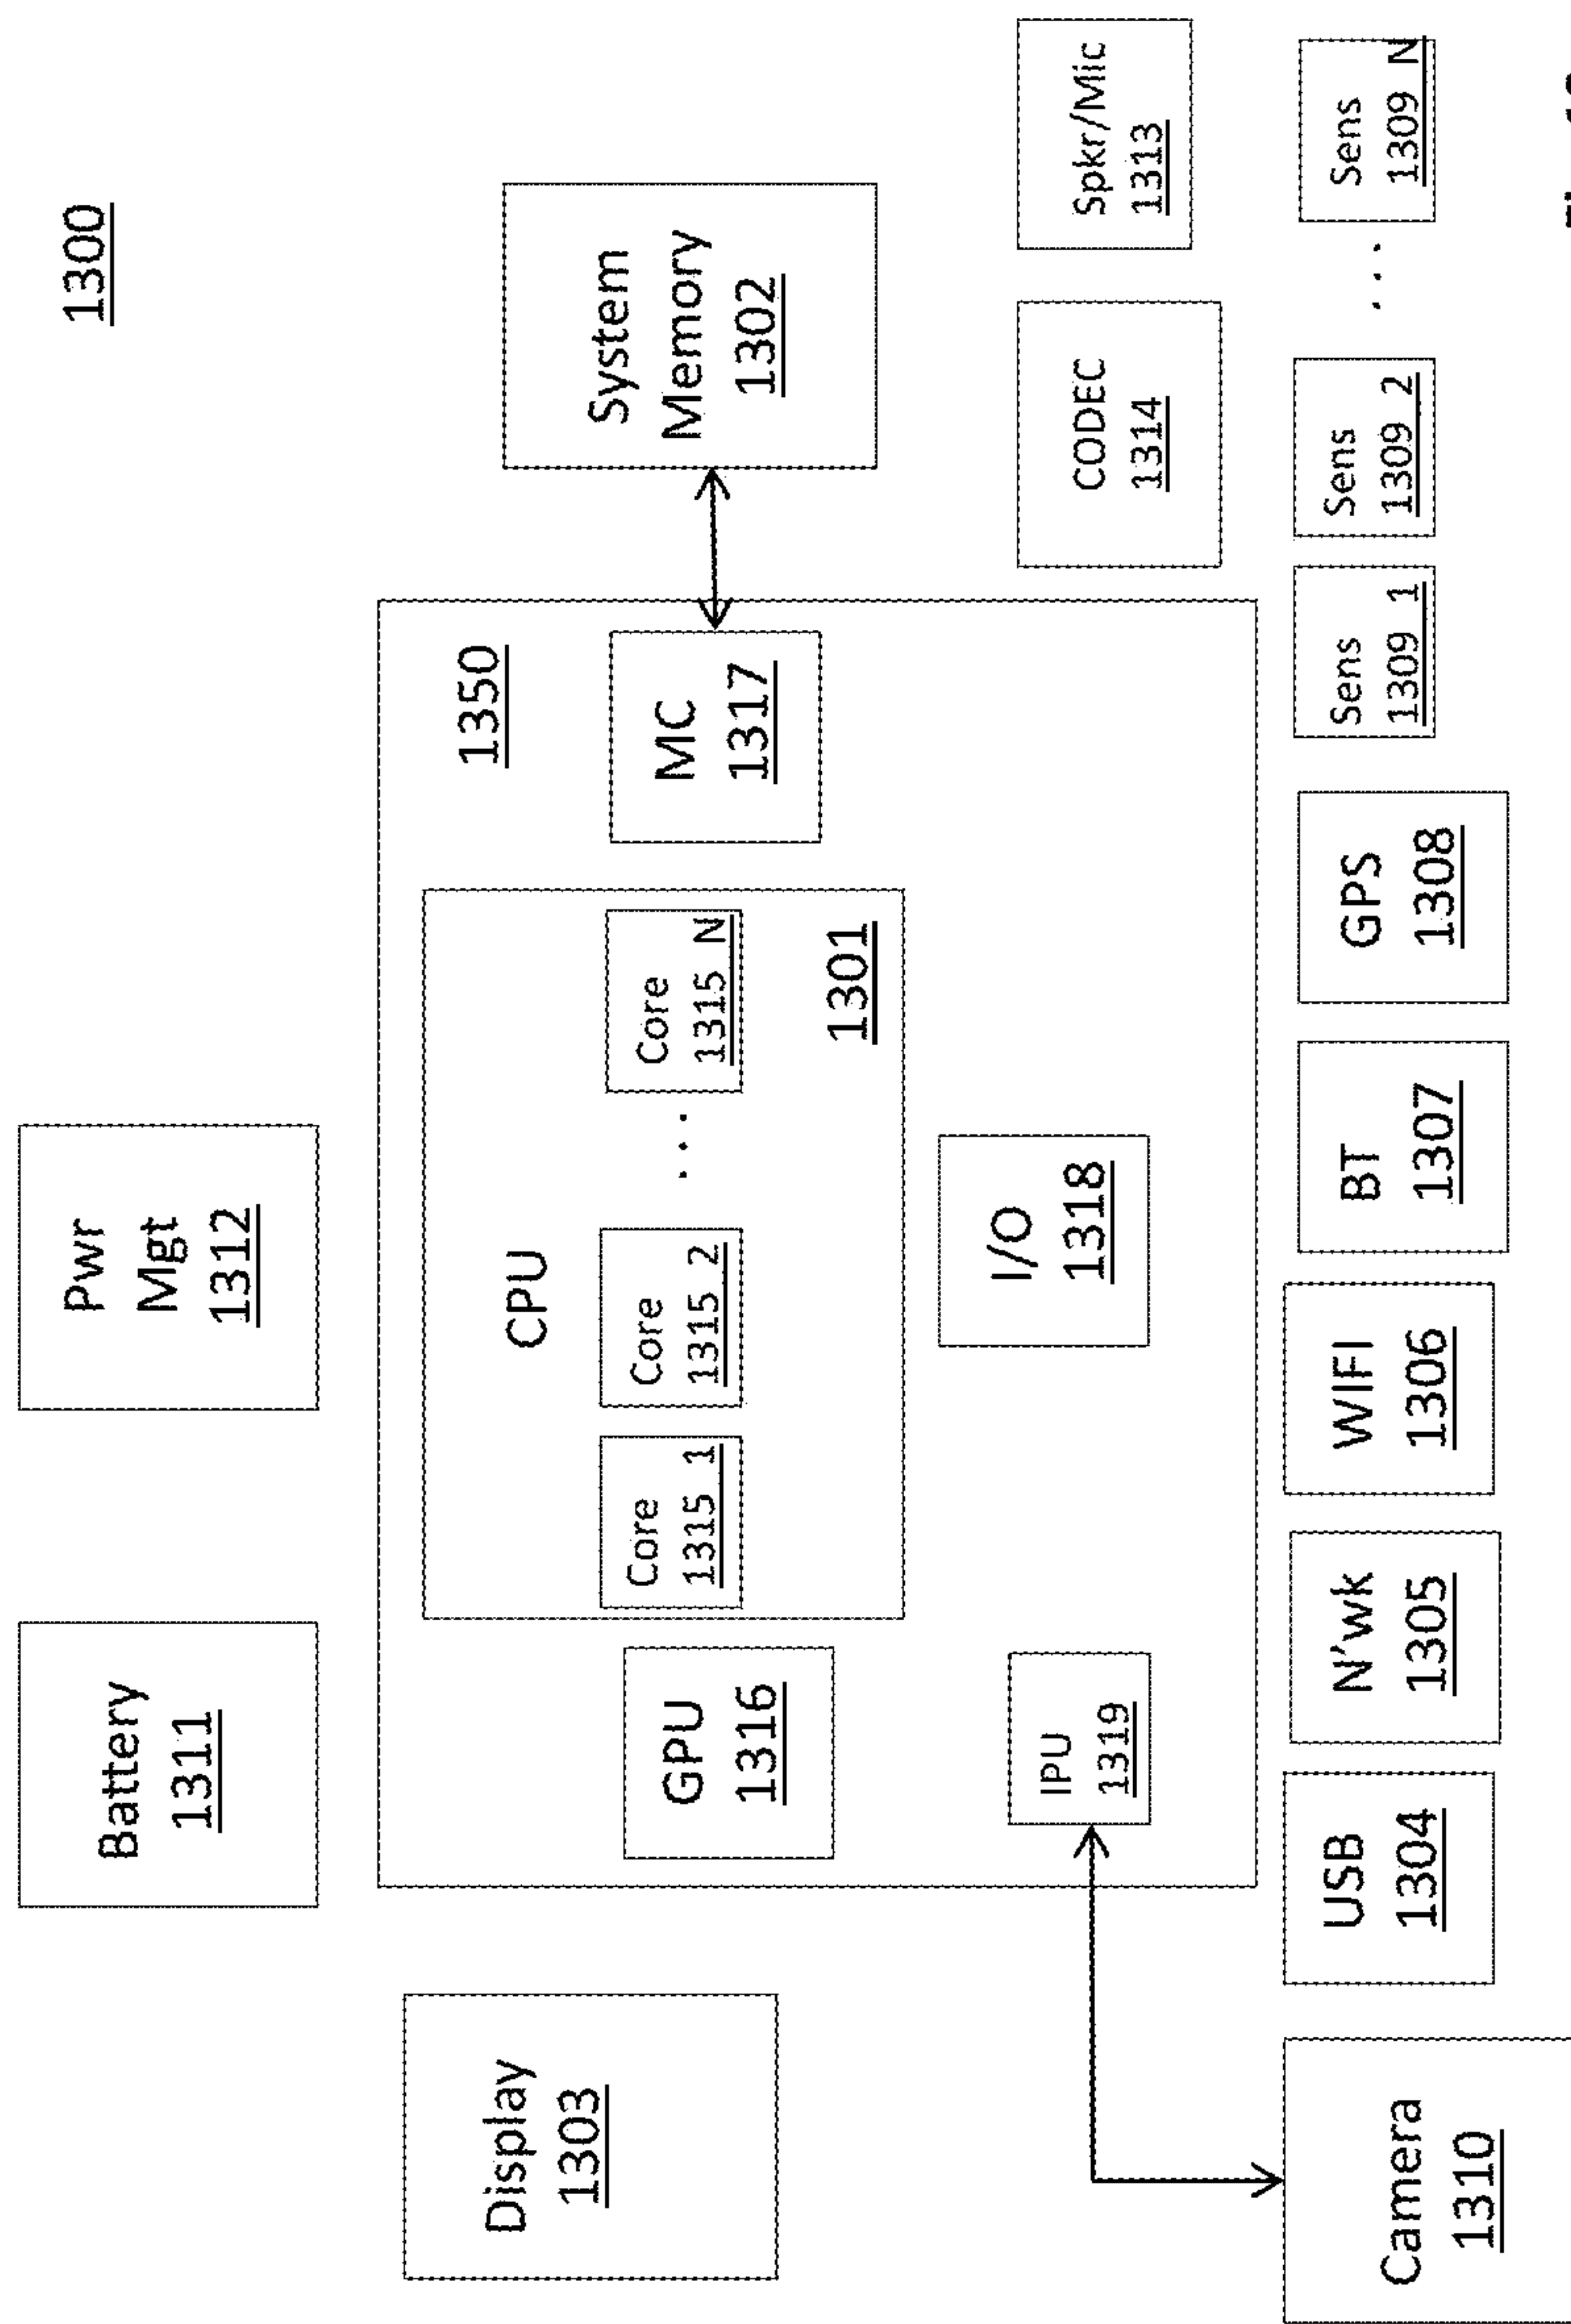 1300
Battery
1311
Pwr
Mgt
1312
Display
1303
1350
System
Memory
1302
CPU
Core
1315_1
Core
1315_2
...
Core
1315_N
1301
GPU
1316
MC
1317
I/O
1318
IPU
1319
CODEC
1314
Spkr/Mic
1313
Camera
1310
USB
1304
N'wk
1305
WIFI
1306
BT
1307
GPS
1308
Sens
1309_1
Sens
1309_2
...
Sens
1309_N